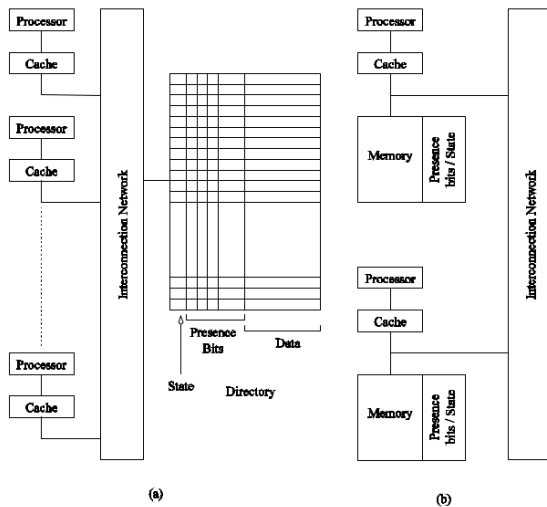 Processor
Cache
Processor
Cache
Processor
Cache
Interconnection Network
Presence
Bits
Data
State
Directory
(a)
Processor
Cache
Memory
Presence
bits / State
Processor
Cache
Memory
Presence
bits / State
Interconnection Network
(b)